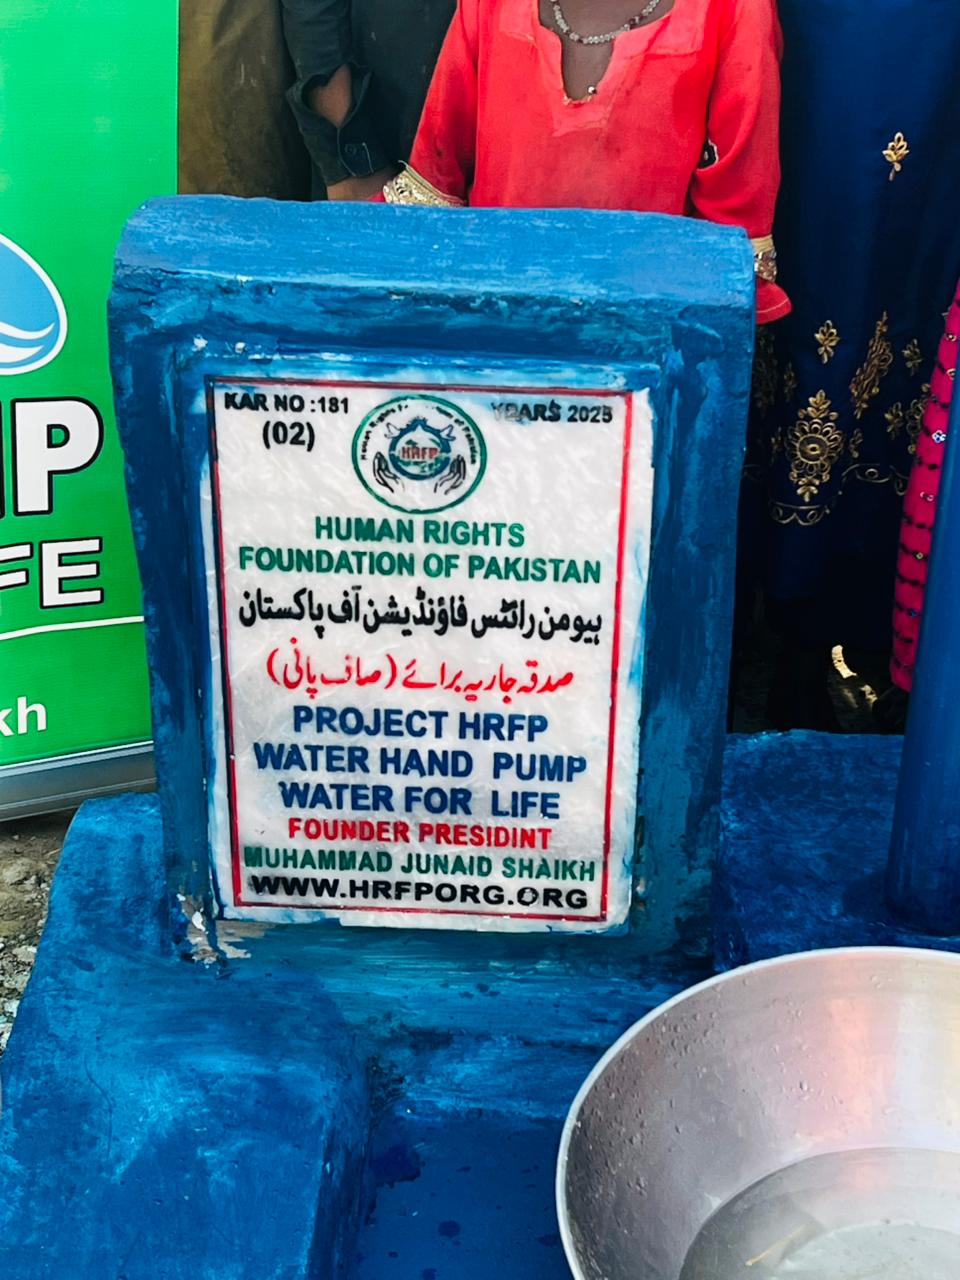 KAR NO :181
(02)
YEARS 2025
HRFP
HUMAN RIGHTS
FOUNDATION OF PAKISTAN
ہیومن رائٹس فاؤنڈیشن آف پاکستان
صدقہ جاریہ برائے (صاف پانی)
PROJECT HRFP
WATER HAND PUMP
WATER FOR LIFE
FOUNDER PRESIDINT
MUHAMMAD JUNAID SHAIKH
WWW.HRFPORG.ORG